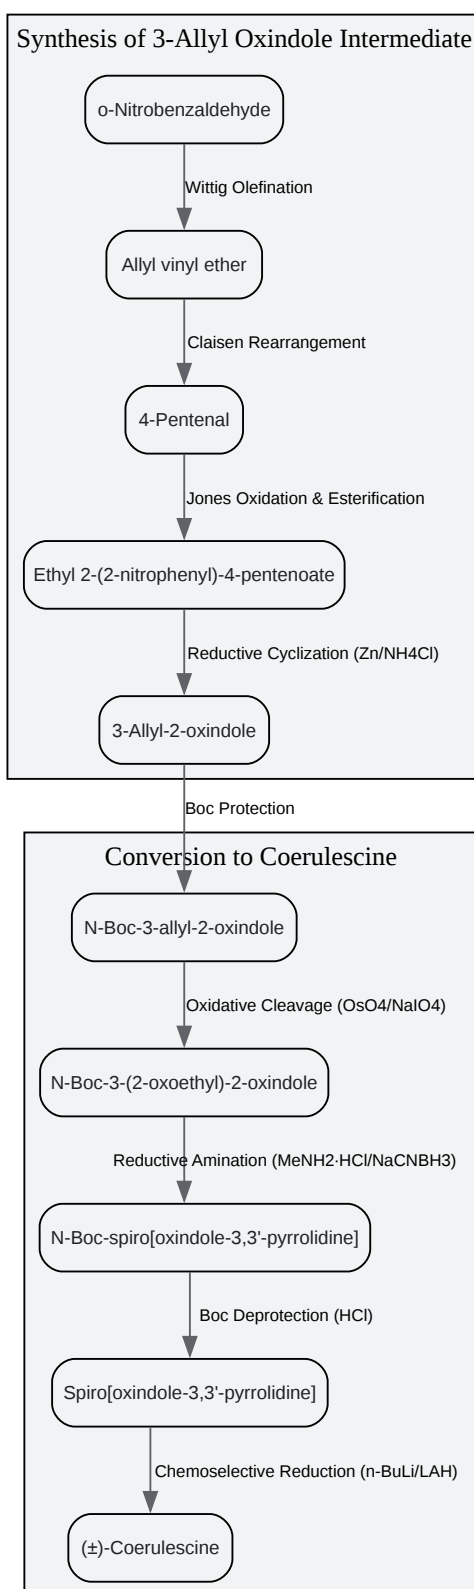 Synthesis of 3-Allyl Oxindole Intermediate
o-Nitrobenzaldehyde
Wittig Olefination
Allyl vinyl ether
Claisen Rearrangement
4-Pentenal
Jones Oxidation & Esterification
Ethyl 2-(2-nitrophenyl)-4-pentenoate
Reductive Cyclization (Zn/NH4Cl)
3-Allyl-2-oxindole
Boc Protection
Conversion to Coerulescine
N-Boc-3-allyl-2-oxindole
Oxidative Cleavage (OsO4/NaIO4)
N-Boc-3-(2-oxoethyl)-2-oxindole
Reductive Amination (MeNH2·HCl/NaCNBH3)
N-Boc-spiro[oxindole-3,3'-pyrrolidine]
Boc Deprotection (HCl)
Spiro[oxindole-3,3'-pyrrolidine]
Chemoselective Reduction (n-BuLi/LAH)
(±)-Coerulescine